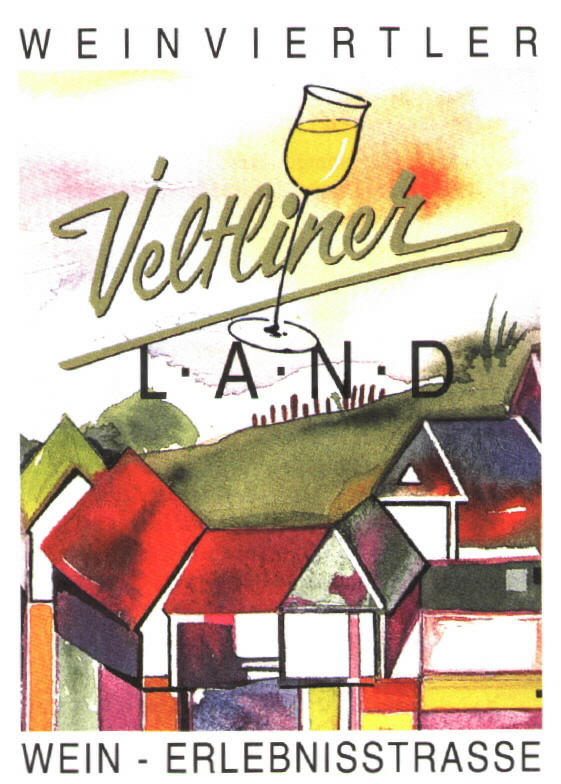 WEINVIERTLER
Veltliner
L·A·N·D
WEIN - ERLEBNISSTRASSE